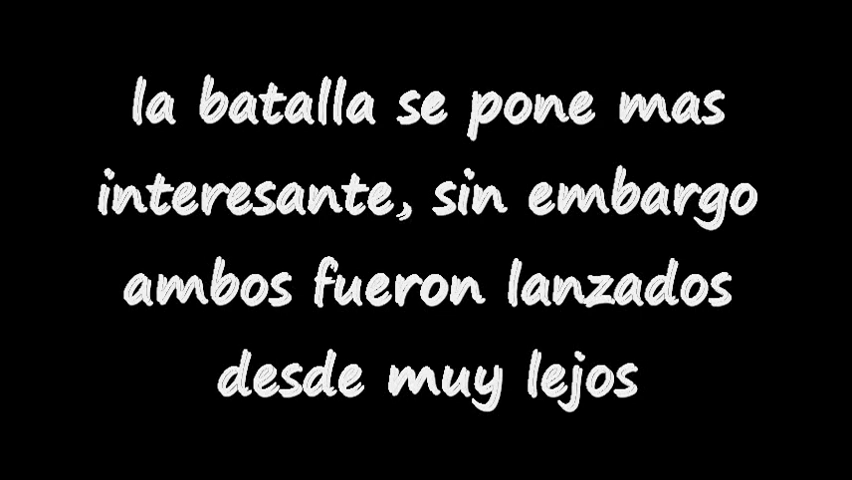 la batalla se pone mas
interesante, sin embargo
ambos fueron lanzados
desde muy lejos